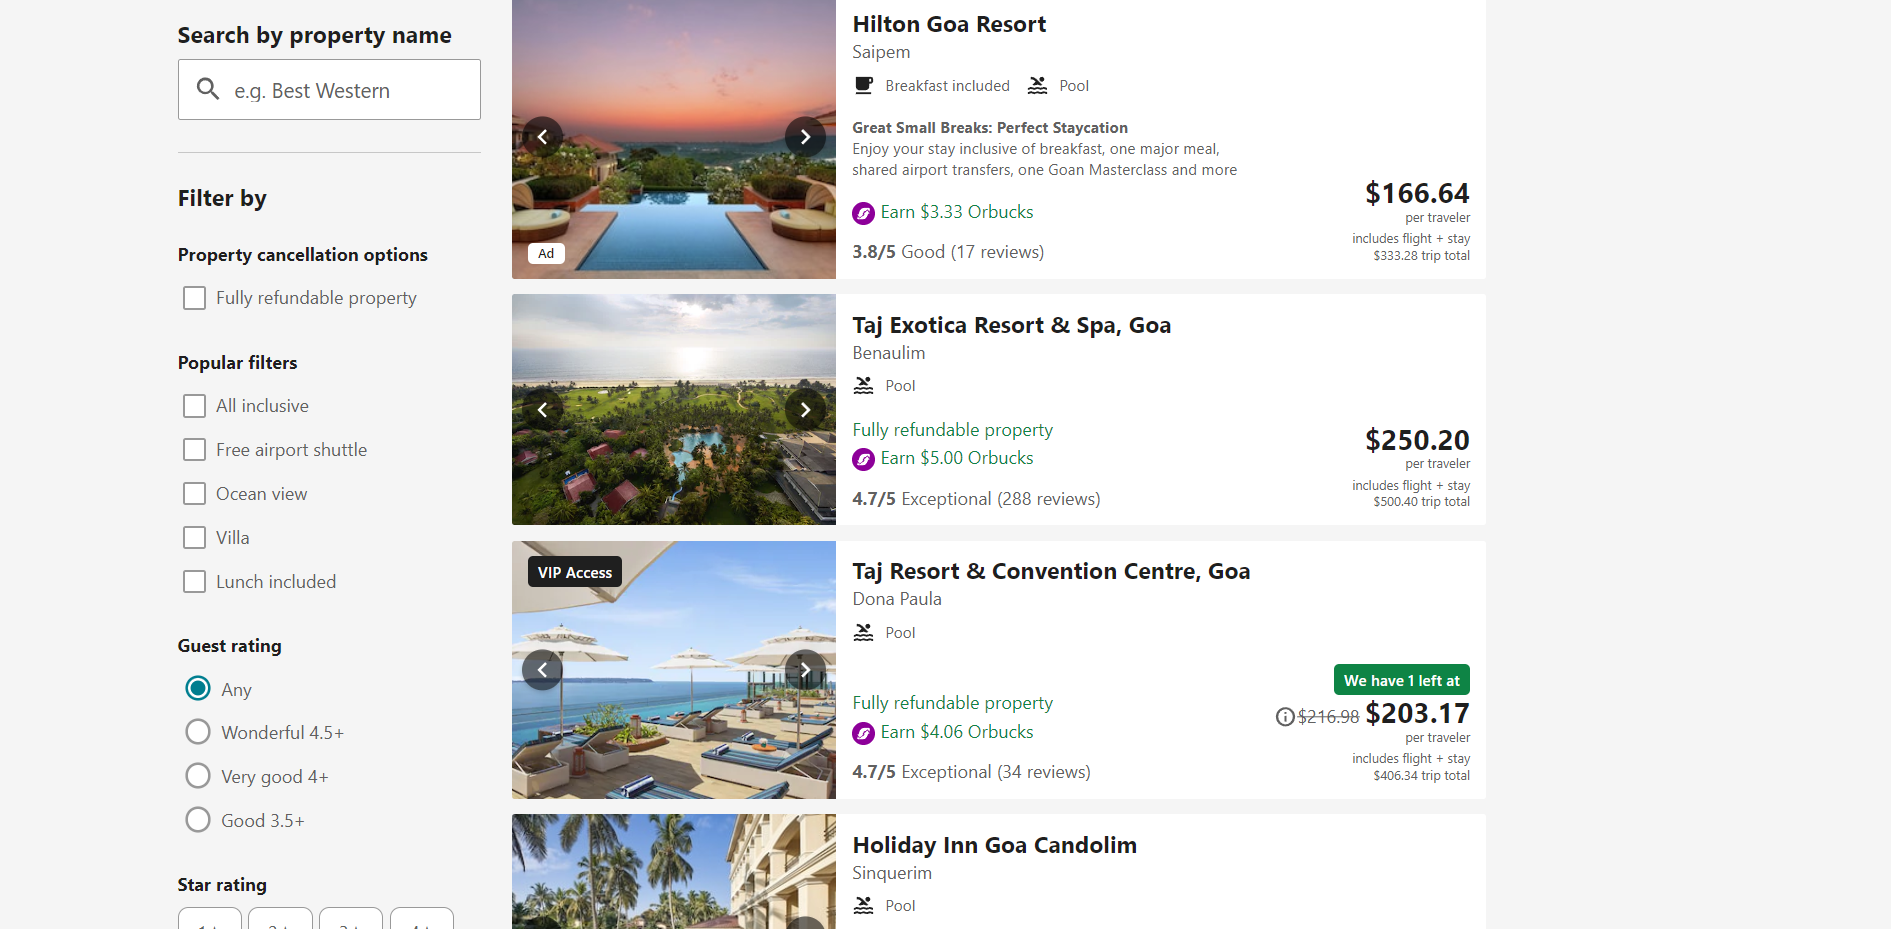 Search by property name
e.g. Best Western
Filter by
Property cancellation options
Fully refundable property
Popular filters
All inclusive
Free airport shuttle
Ocean view
Villa
Lunch included
Guest rating
Any
Wonderful 4.5+
Very good 4+
Good 3.5+
Star rating
Hilton Goa Resort
Saipem
Breakfast included
Pool
Great Small Breaks: Perfect Staycation
Enjoy your stay inclusive of breakfast, one major meal,
shared airport transfers, one Goan Masterclass and more
Earn $3.33 Orbucks
3.8/5 Good (17 reviews)
Ad
$166.64
per traveler
includes flight + stay
$333.28 trip total
Taj Exotica Resort & Spa, Goa
Benaulim
Pool
Fully refundable property
Earn $5.00 Orbucks
4.7/5 Exceptional (288 reviews)
$250.20
per traveler
includes flight + stay
$500.40 trip total
VIP Access
Taj Resort & Convention Centre, Goa
Dona Paula
Pool
Fully refundable property
Earn $4.06 Orbucks
4.7/5 Exceptional (34 reviews)
We have 1 left at
$216.98 $203.17
per traveler
includes flight + stay
$406.34 trip total
Holiday Inn Goa Candolim
Sinquerim
Pool